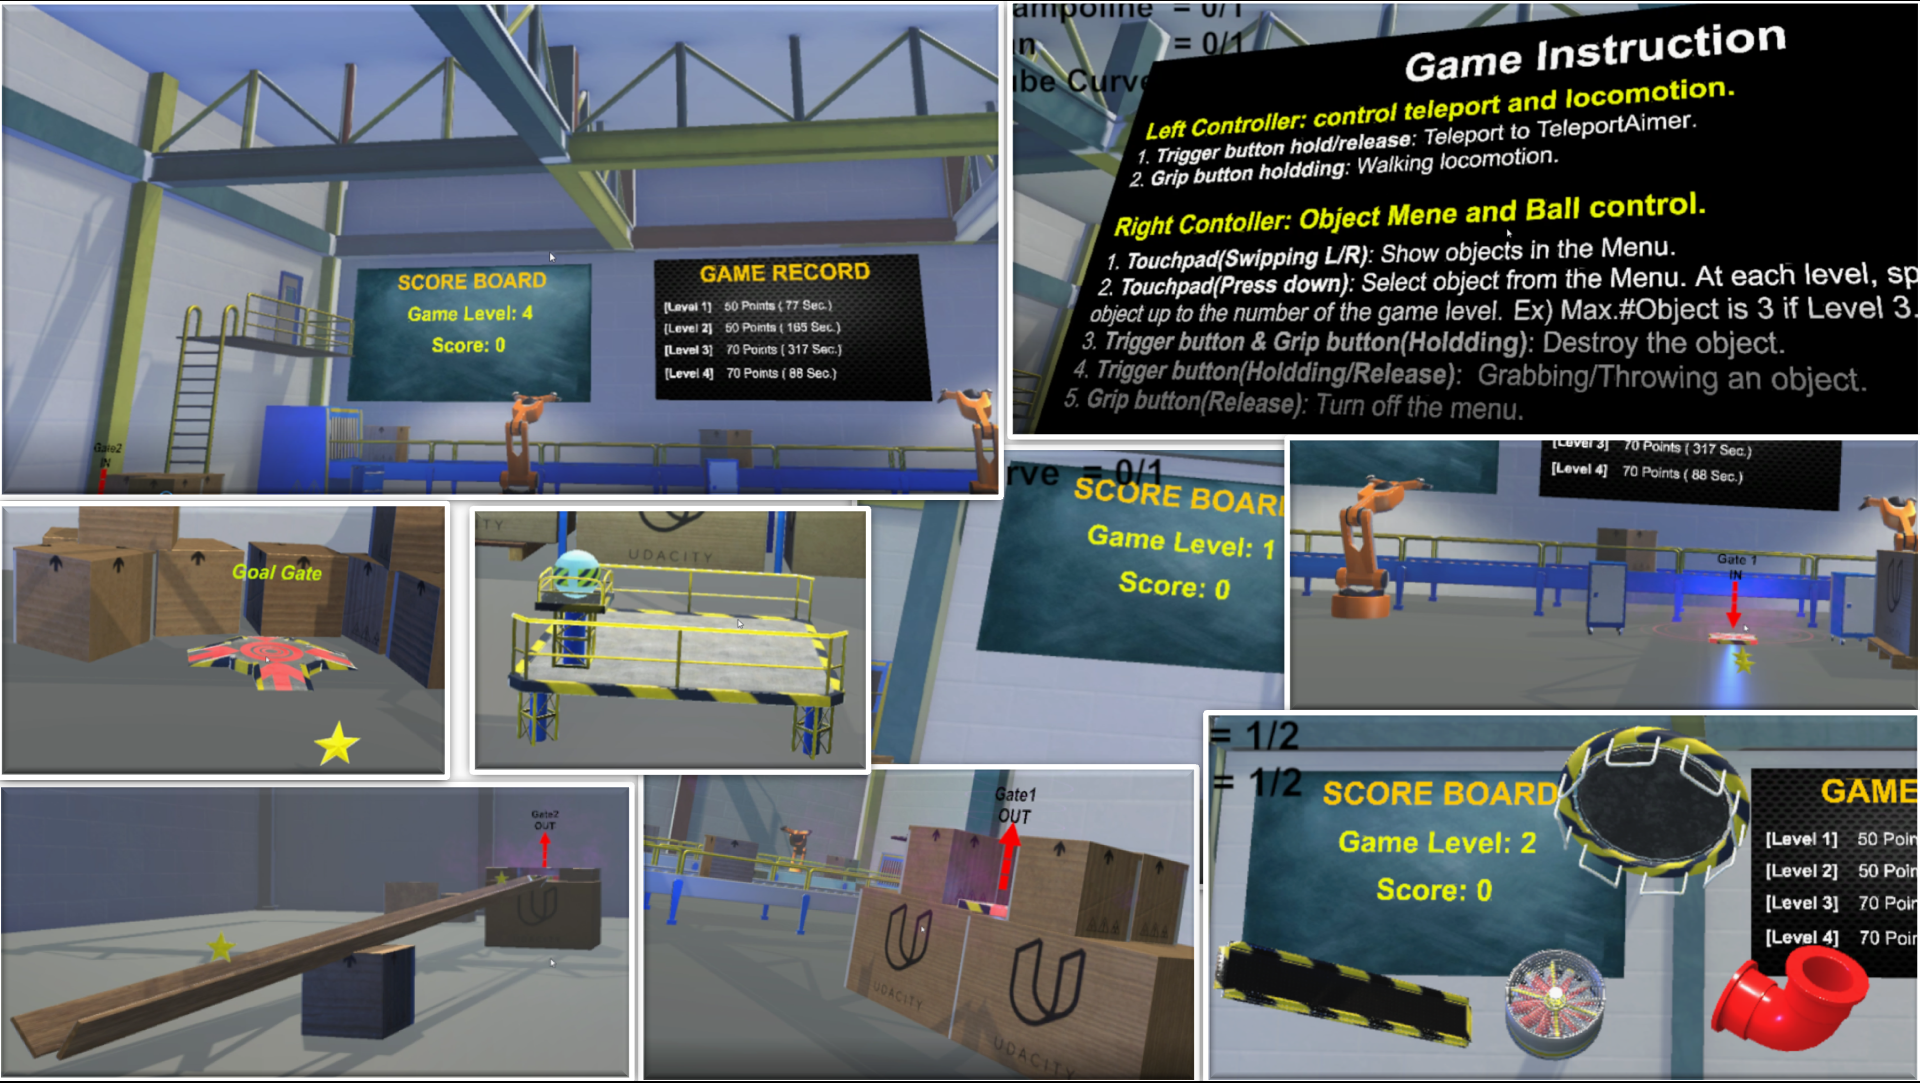 SCORE BOARD
Game Level: 4
Score: 0
GAME RECORD
[Level 1] 50 Points ( 77 Sec.)
[Level 2] 50 Points ( 165 Sec.)
[Level 3] 70 Points ( 317 Sec.)
[Level 4] 70 Points ( 88 Sec.)
Gate2
IN
ampoline = 0/1
= 0/1
ube Curve
Game Instruction
Left Controller: control teleport and locomotion.
1. Trigger button hold/release: Teleport to TeleportAimer.
2. Grip button holdding: Walking locomotion.
Right Contoller: Object Mene and Ball control.
1. Touchpad(Swipping L/R): Show objects in the Menu.
2. Touchpad(Press down): Select object from the Menu. At each level, sp
object up to the number of the game level. Ex) Max.#Object is 3 if Level 3.
3. Trigger button & Grip button(Holdding): Destroy the object.
4. Trigger button(Holdding/Release): Grabbing/Throwing an object.
5. Grip button(Release): Turn off the menu.
Goal Gate
UDACITY
rve = 0/1
SCORE BOAR
Game Level: 1
Score: 0
[Level 3] 70 Points ( 317 Sec.)
[Level 4] 70 Points ( 88 Sec.)
Gate 1
IN
Gate2
OUT
Gate1
OUT
UDACITY
UDACITY
= 1/2
= 1/2
SCORE BOARD
Game Level: 2
Score: 0
GAME
[Level 1] 50 Poin
[Level 2] 50 Poin
[Level 3] 70 Poin
[Level 4] 70 Poin